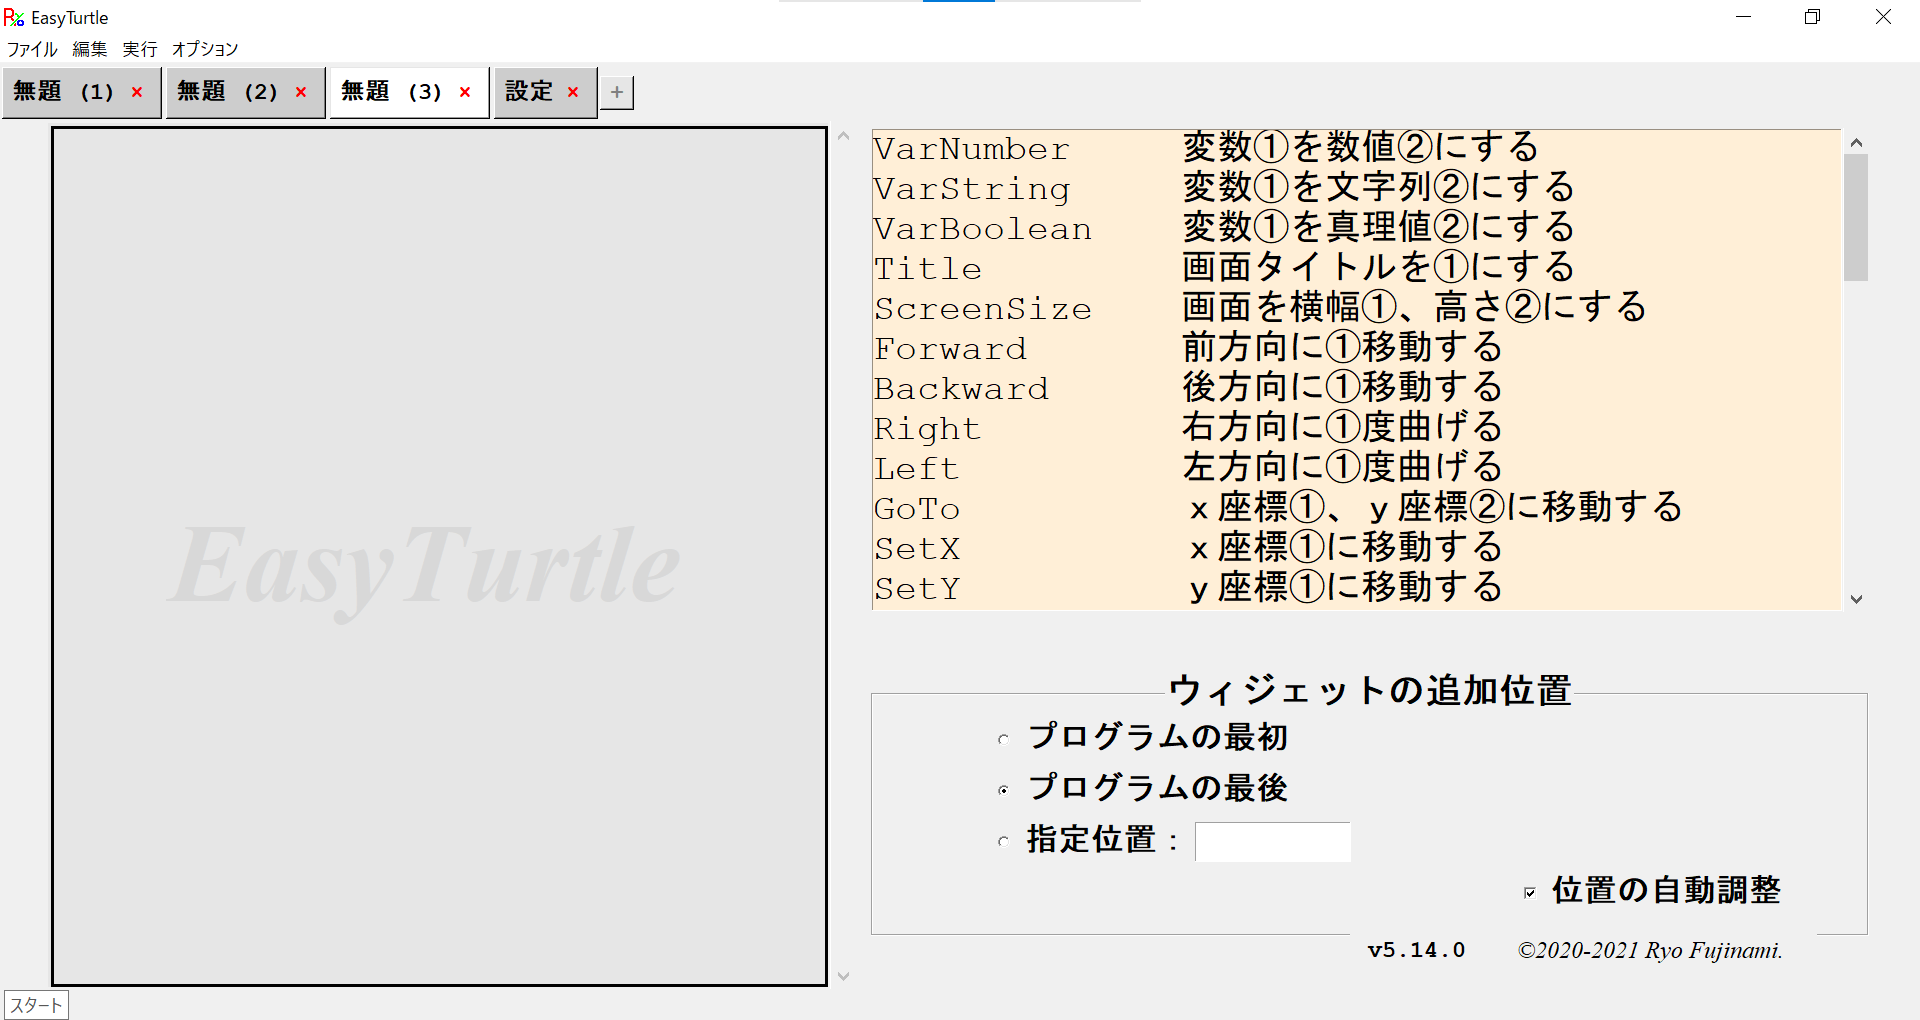 EasyTurtle
ファイル 編集 実行 オプション
無題 (1) × 無題 (2) × 無題 (3) × 設定 × +
VarNumber 変数①を数値②にする
VarString 変数①を文字列②にする
VarBoolean 変数①を真理値②にする
Title 画面タイトルを①にする
ScreenSize 画面を横幅①、高さ②にする
Forward 前方向に①移動する
Backward 後方向に①移動する
Right 右方向に①度曲げる
Left 左方向に①度曲げる
GoTo ｘ座標①、ｙ座標②に移動する
SetX ｘ座標①に移動する
SetY ｙ座標①に移動する
EasyTurtle
ウィジェットの追加位置
プログラムの最初
プログラムの最後
指定位置：
位置の自動調整
v5.14.0 ©2020-2021 Ryo Fujinami.
スタート